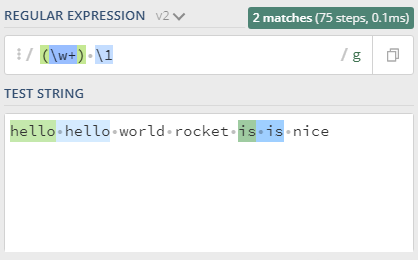 REGULAR EXPRESSION v2 2 matches (75 steps, 0.1ms)
/ (\w+)·\1 / g
TEST STRING
hello·hello·world·rocket·is·is·nice